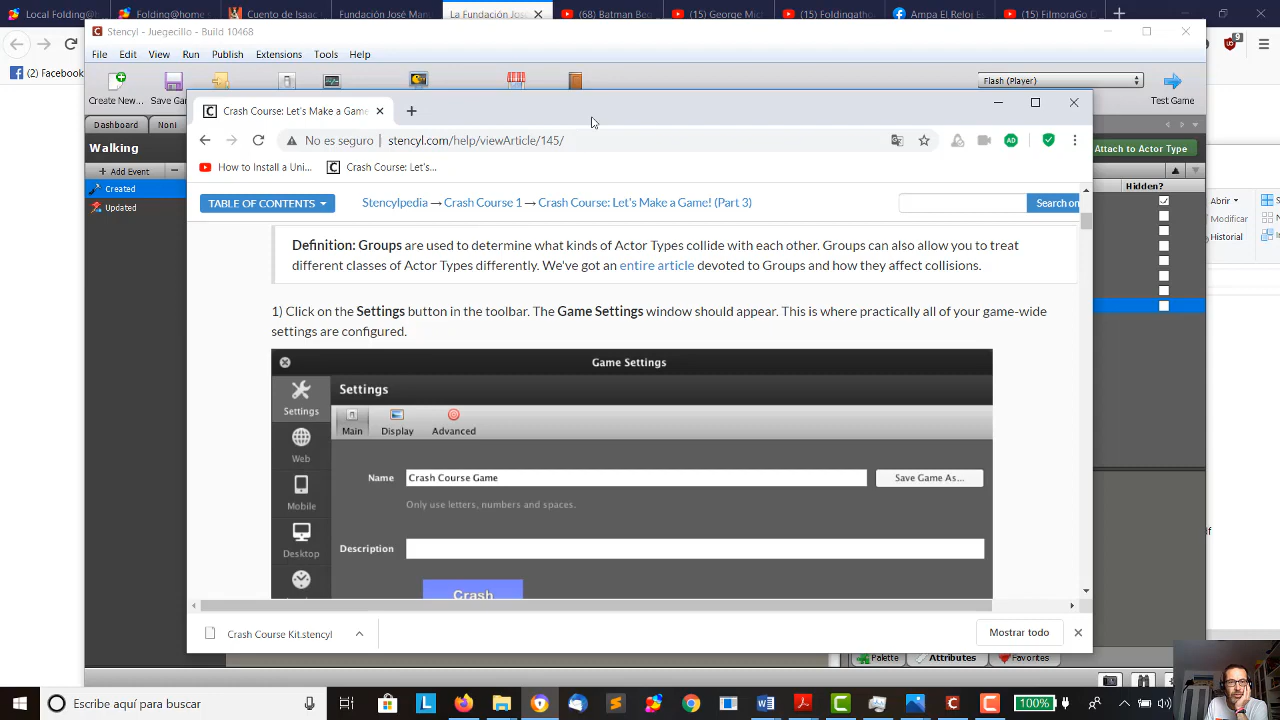 Local Folding@
Folding@home
Cuento de Isaac
Fundación José Mar
La Fundación Jos
(68) Batman Be
(15) George Mi
(15) Foldingath
Ampa El Reloj E
(15) FilmoraGo
Stencyl - Juegecillo - Build 10468
(2) Facebook
File Edit View Run Publish Extensions Tools Help
Create New...
Save Ga
Flash (Player)
Test Game
Dashboard
Noni
Walking
Attach to Actor Type
Add Event
Created
Updated
Hidden?
Abrir
Modificar
Historial
Crash Course: Let's Make a Game
No es seguro
stencyl.com/help/viewArticle/145/
How to Install a Uni...
Crash Course: Let's...
TABLE OF CONTENTS
Stencylpedia → Crash Course 1 → Crash Course: Let's Make a Game! (Part 3)
Search on
Definition: Groups are used to determine what kinds of Actor Types collide with each other. Groups can also allow you to treat
different classes of Actor Types differently. We've got an entire article devoted to Groups and how they affect collisions.
1) Click on the Settings button in the toolbar. The Game Settings window should appear. This is where practically all of your game-wide
settings are configured.
Game Settings
Settings
Settings
Main
Display
Advanced
Web
Name
Crash Course Game
Save Game As...
Only use letters, numbers and spaces.
Mobile
Description
Desktop
Crash
Crash Course Kit.stencyl
Mostrar todo
Palette
Attributes
Favorites
Escribe aquí para buscar
100%